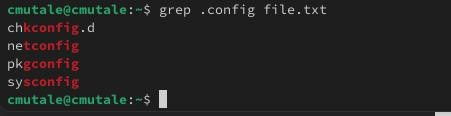 cmutale@cmutale:~$ grep .config file.txt
chkconfig.d
netconfig
pkgconfig
sysconfig
cmutale@cmutale:~$